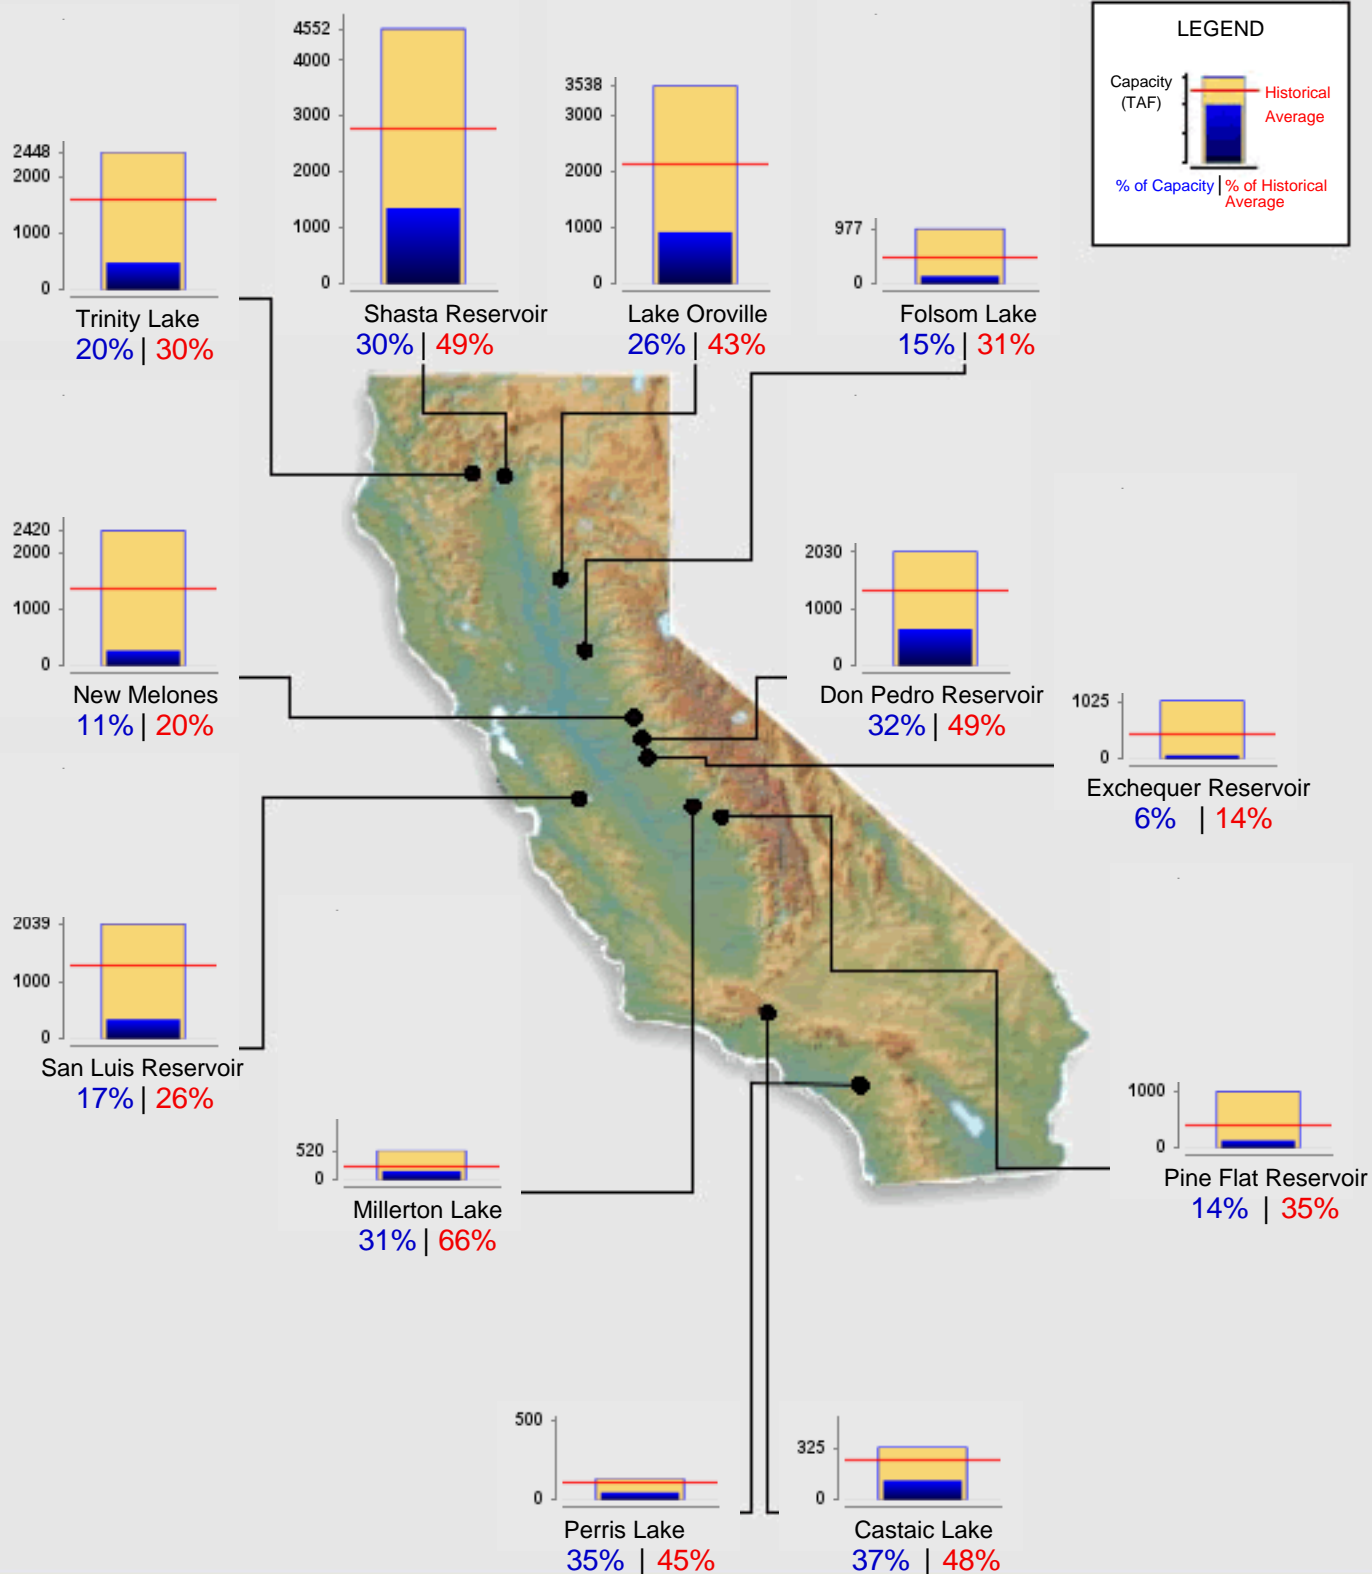 4552
4000
3000
2000
1000
0
Shasta Reservoir
30% | 49%
3538
3000
2000
1000
0
Lake Oroville
26% | 43%
LEGEND
Capacity
(TAF)
Historical
Average
% of Capacity | % of Historical
Average
2448
2000
1000
0
Trinity Lake
20% | 30%
977
0
Folsom Lake
15% | 31%
2420
2000
1000
0
New Melones
11% | 20%
2030
1000
0
Don Pedro Reservoir
32% | 49%
1025
0
Exchequer Reservoir
6% | 14%
2039
1000
0
San Luis Reservoir
17% | 26%
520
0
Millerton Lake
31% | 66%
1000
0
Pine Flat Reservoir
14% | 35%
500
0
Perris Lake
35% | 45%
325
0
Castaic Lake
37% | 48%